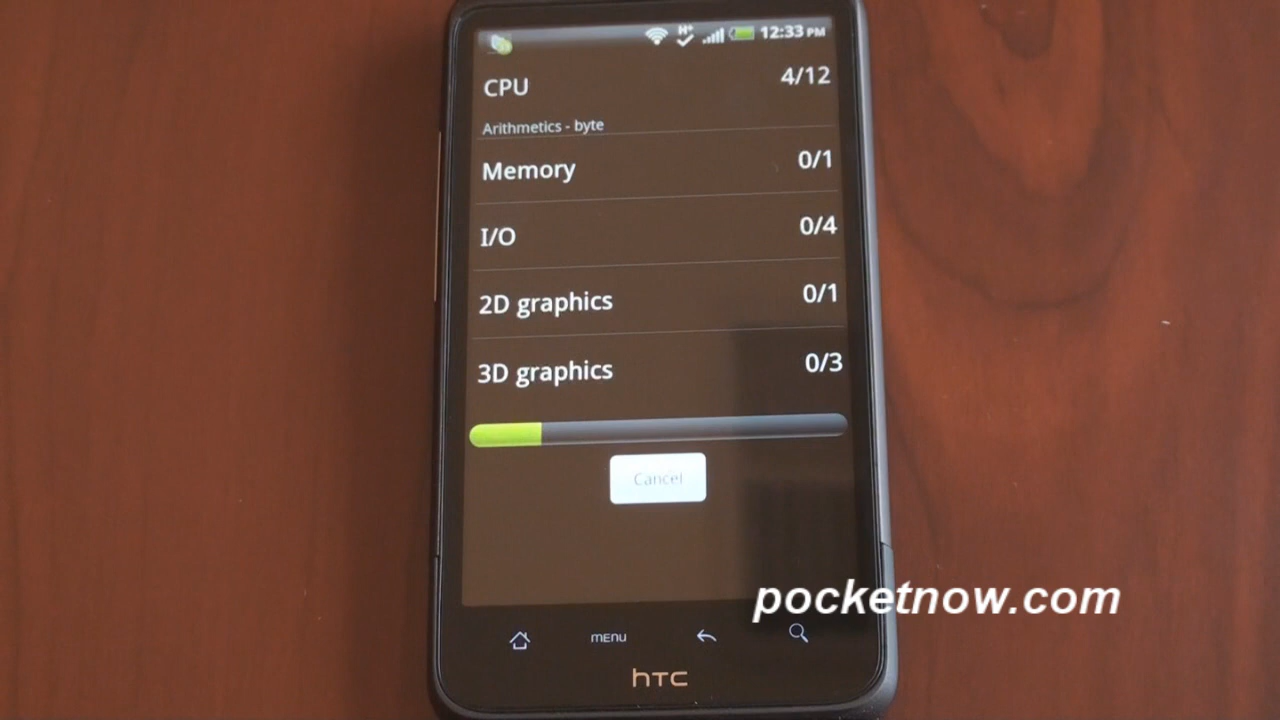 H+ 12:33 PM
CPU 4/12
Arithmetics - byte
Memory 0/1
I/O 0/4
2D graphics 0/1
3D graphics 0/3
Cancel
pocketnow.com
MENU
hTC